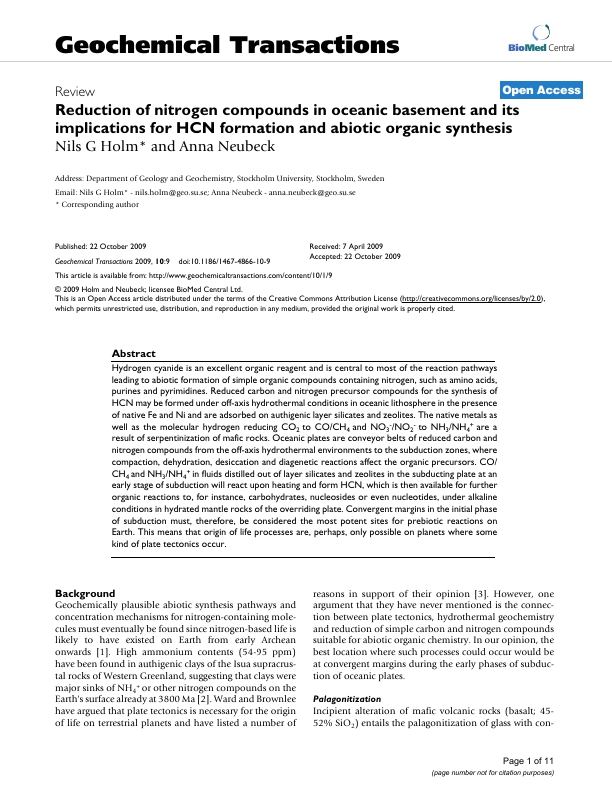 Geochemical Transactions
BioMed Central
Review
Open Access
Reduction of nitrogen compounds in oceanic basement and its
implications for HCN formation and abiotic organic synthesis
Nils G Holm* and Anna Neubeck
Address: Department of Geology and Geochemistry, Stockholm University, Stockholm, Sweden
Email: Nils G Holm* - nils.holm@geo.su.se; Anna Neubeck - anna.neubeck@geo.su.se
* Corresponding author
Published: 22 October 2009
Geochemical Transactions 2009, 10:9 doi:10.1186/1467-4866-10-9
Received: 7 April 2009
Accepted: 22 October 2009
This article is available from: http://www.geochemicaltransactions.com/content/10/1/9
© 2009 Holm and Neubeck; licensee BioMed Central Ltd.
This is an Open Access article distributed under the terms of the Creative Commons Attribution License (http://creativecommons.org/licenses/by/2.0),
which permits unrestricted use, distribution, and reproduction in any medium, provided the original work is properly cited.
Abstract
Hydrogen cyanide is an excellent organic reagent and is central to most of the reaction pathways
leading to abiotic formation of simple organic compounds containing nitrogen, such as amino acids,
purines and pyrimidines. Reduced carbon and nitrogen precursor compounds for the synthesis of
HCN may be formed under off-axis hydrothermal conditions in oceanic lithosphere in the presence
of native Fe and Ni and are adsorbed on authigenic layer silicates and zeolites. The native metals as
well as the molecular hydrogen reducing CO₂ to CO/CH₄ and NO₃⁻/NO₂⁻ to NH₃/NH₄⁺ are a
result of serpentinization of mafic rocks. Oceanic plates are conveyor belts of reduced carbon and
nitrogen compounds from the off-axis hydrothermal environments to the subduction zones, where
compaction, dehydration, desiccation and diagenetic reactions affect the organic precursors. CO/
CH₄ and NH₃/NH₄⁺ in fluids distilled out of layer silicates and zeolites in the subducting plate at an
early stage of subduction will react upon heating and form HCN, which is then available for further
organic reactions to, for instance, carbohydrates, nucleosides or even nucleotides, under alkaline
conditions in hydrated mantle rocks of the overriding plate. Convergent margins in the initial phase
of subduction must, therefore, be considered the most potent sites for prebiotic reactions on
Earth. This means that origin of life processes are, perhaps, only possible on planets where some
kind of plate tectonics occur.
Background
Geochemically plausible abiotic synthesis pathways and
concentration mechanisms for nitrogen-containing mole-
cules must eventually be found since nitrogen-based life is
likely to have existed on Earth from early Archean
onwards [1]. High ammonium contents (54-95 ppm)
have been found in authigenic clays of the Isua supracrus-
tal rocks of Western Greenland, suggesting that clays were
major sinks of NH₄⁺ or other nitrogen compounds on the
Earth's surface already at 3800 Ma [2]. Ward and Brownlee
have argued that plate tectonics is necessary for the origin
of life on terrestrial planets and have listed a number of
reasons in support of their opinion [3]. However, one
argument that they have never mentioned is the connec-
tion between plate tectonics, hydrothermal geochemistry
and reduction of simple carbon and nitrogen compounds
suitable for abiotic organic chemistry. In our opinion, the
best location where such processes could occur would be
at convergent margins during the early phases of subduc-
tion of oceanic plates.
Palagonitization
Incipient alteration of mafic volcanic rocks (basalt; 45-
52% SiO₂) entails the palagonitization of glass with con-
Page 1 of 11
(page number not for citation purposes)